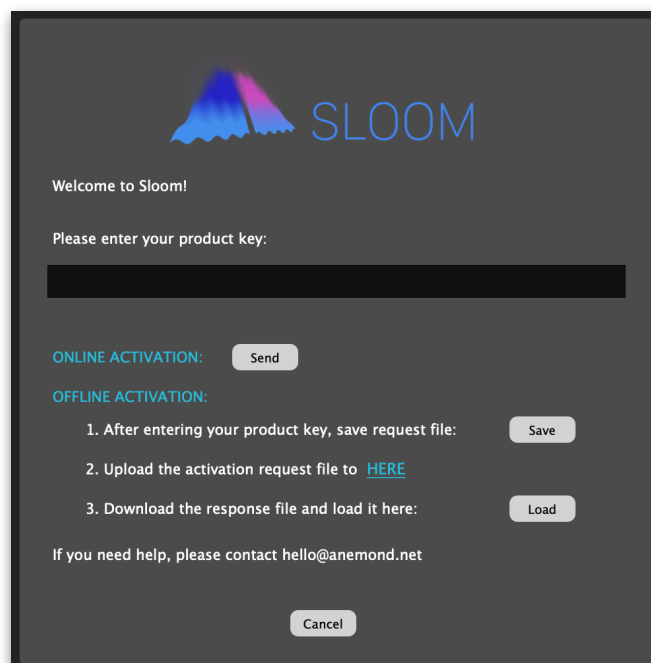 SLOOM
Welcome to Sloom!
Please enter your product key:
ONLINE ACTIVATION: Send
OFFLINE ACTIVATION:
1. After entering your product key, save request file: Save
2. Upload the activation request file to HERE
3. Download the response file and load it here: Load
If you need help, please contact hello@anemond.net
Cancel